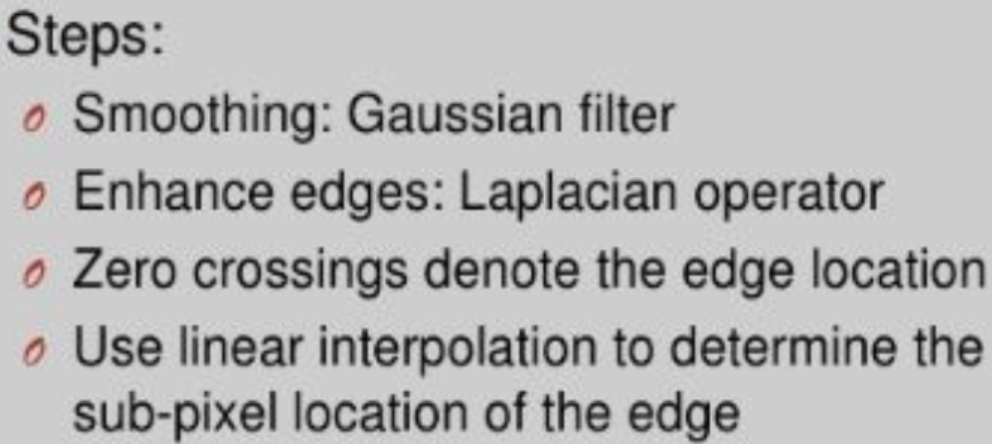 Steps:
Smoothing: Gaussian filter
Enhance edges: Laplacian operator
Zero crossings denote the edge location
Use linear interpolation to determine the
sub-pixel location of the edge